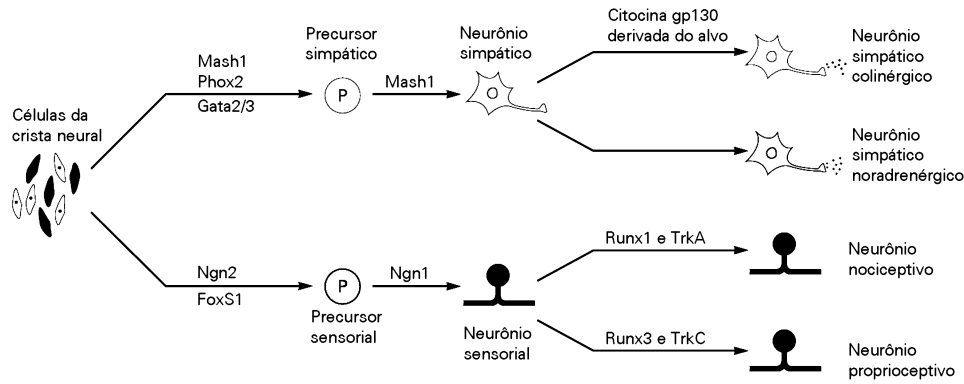 Células da
crista neural
Mash1
Phox2
Gata2/3
Precursor
simpático
P
Mash1
Neurônio
simpático
Citocina gp130
derivada do alvo
Neurônio
simpático
colinérgico
Neurônio
simpático
noradrenérgico
Ngn2
FoxS1
P
Precursor
sensorial
Ngn1
Neurônio
sensorial
Runx1 e TrkA
Neurônio
nociceptivo
Runx3 e TrkC
Neurônio
proprioceptivo